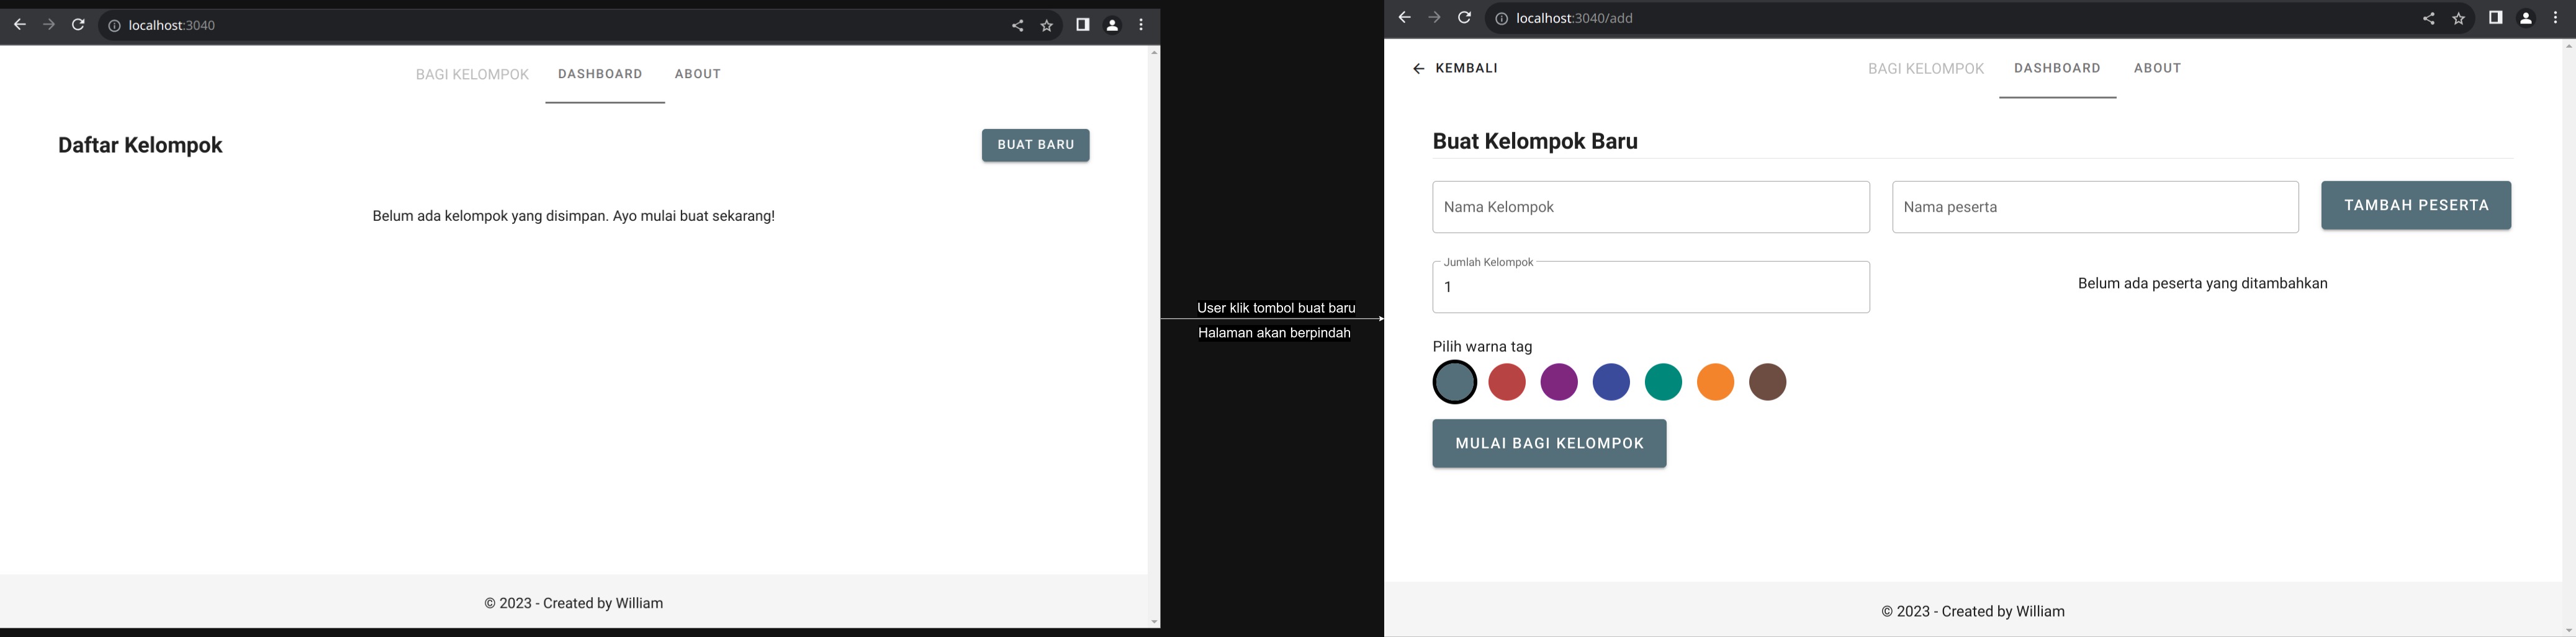 localhost:3040
BAGI KELOMPOK DASHBOARD ABOUT
Daftar Kelompok BUAT BARU
Belum ada kelompok yang disimpan. Ayo mulai buat sekarang!
© 2023 - Created by William
User klik tombol buat baru
Halaman akan berpindah
localhost:3040/add
KEMBALI BAGI KELOMPOK DASHBOARD ABOUT
Buat Kelompok Baru
Nama Kelompok Nama peserta TAMBAH PESERTA
Jumlah Kelompok
1
Belum ada peserta yang ditambahkan
Pilih warna tag
MULAI BAGI KELOMPOK
© 2023 - Created by William